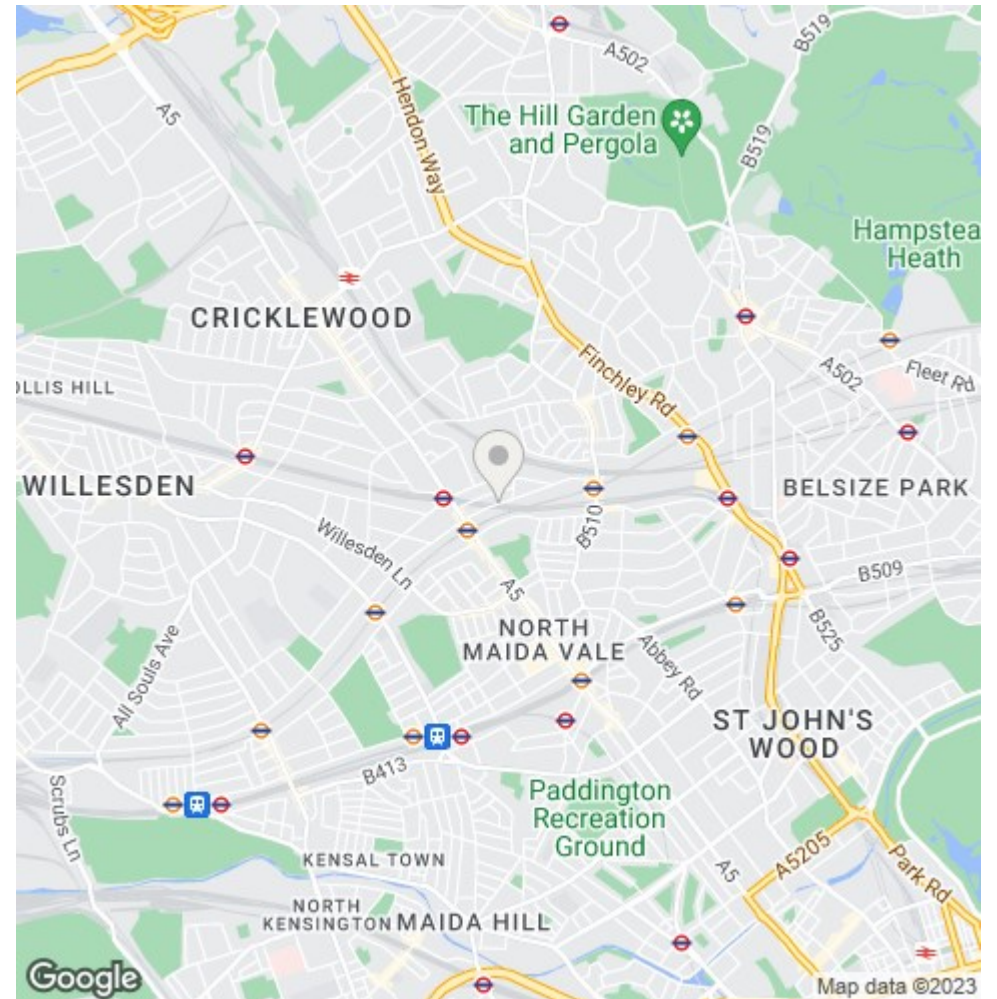 B519
A502
A5
Hendon Way
The Hill Garden
and Pergola
B519
Hampstea
Heath
CRICKLEWOOD
Finchley Rd
A502
Fleet Rd
OLLIS HILL
WILLESDEN
BELSIZE PARK
B510
Willesden Ln
A5
B509
NORTH
MAIDA VALE
Abbey Rd
B525
All Souls Ave
ST JOHN'S
WOOD
B413
Scrubs Ln
Paddington
Recreation
Ground
A5205
Park Rd
KENSAL TOWN
A5
NORTH
KENSINGTON
MAIDA HILL
Google
Map data ©2023